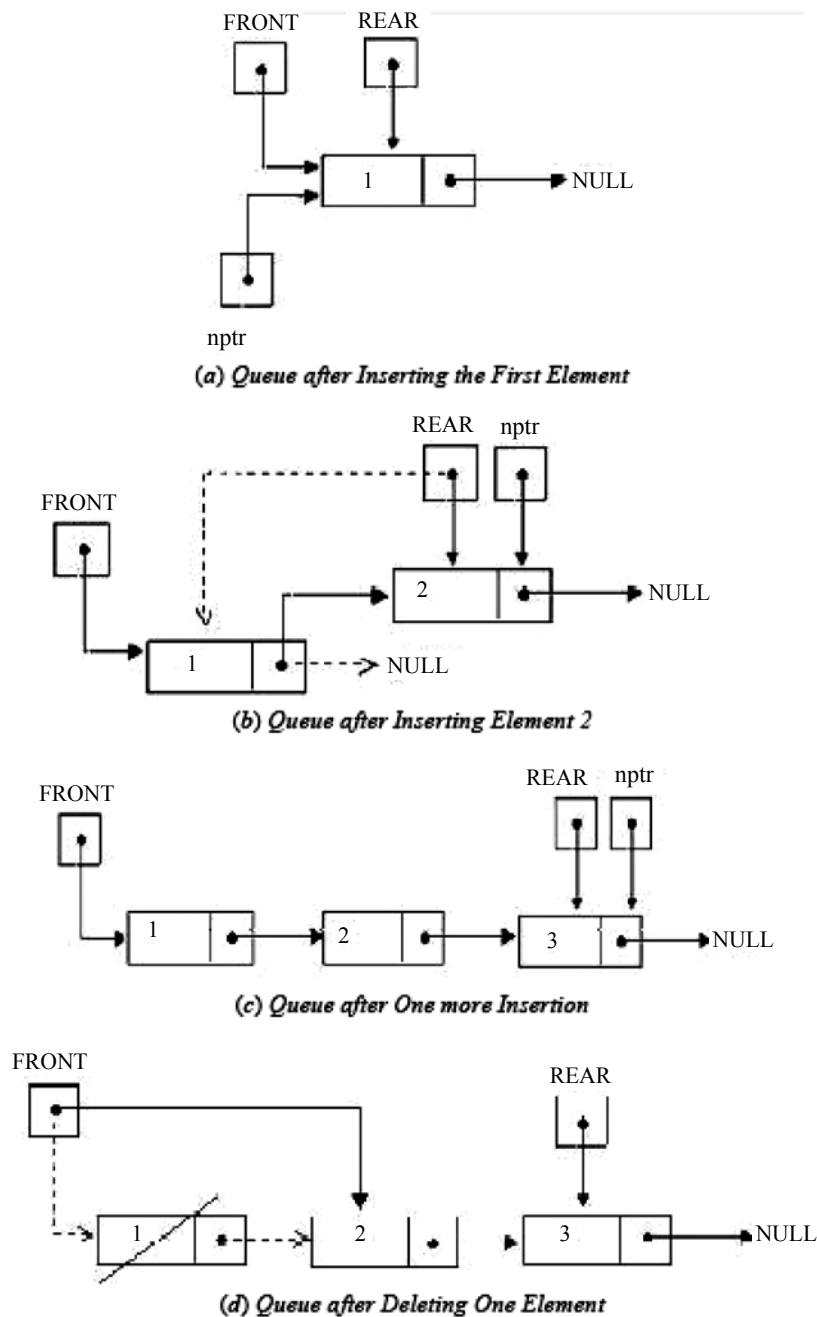 FRONT
REAR
1
NULL
nptr
(a) Queue after Inserting the First Element
REAR
nptr
FRONT
2
NULL
1
NULL
(b) Queue after Inserting Element 2
REAR
nptr
FRONT
1
2
3
NULL
(c) Queue after One more Insertion
FRONT
REAR
1
2
3
NULL
(d) Queue after Deleting One Element